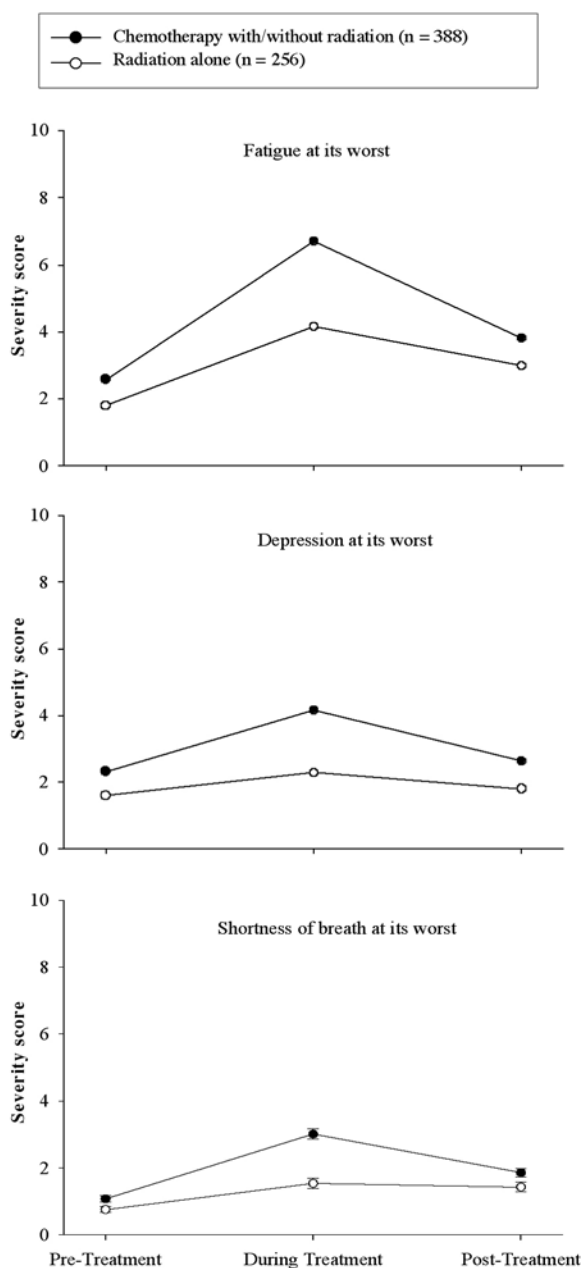 Chemotherapy with/without radiation (n = 388)
Radiation alone (n = 256)
Fatigue at its worst
10
8
6
4
2
0
Severity score
Depression at its worst
10
8
6
4
2
0
Severity score
Shortness of breath at its worst
10
8
6
4
2
0
Severity score
Pre-Treatment During Treatment Post-Treatment